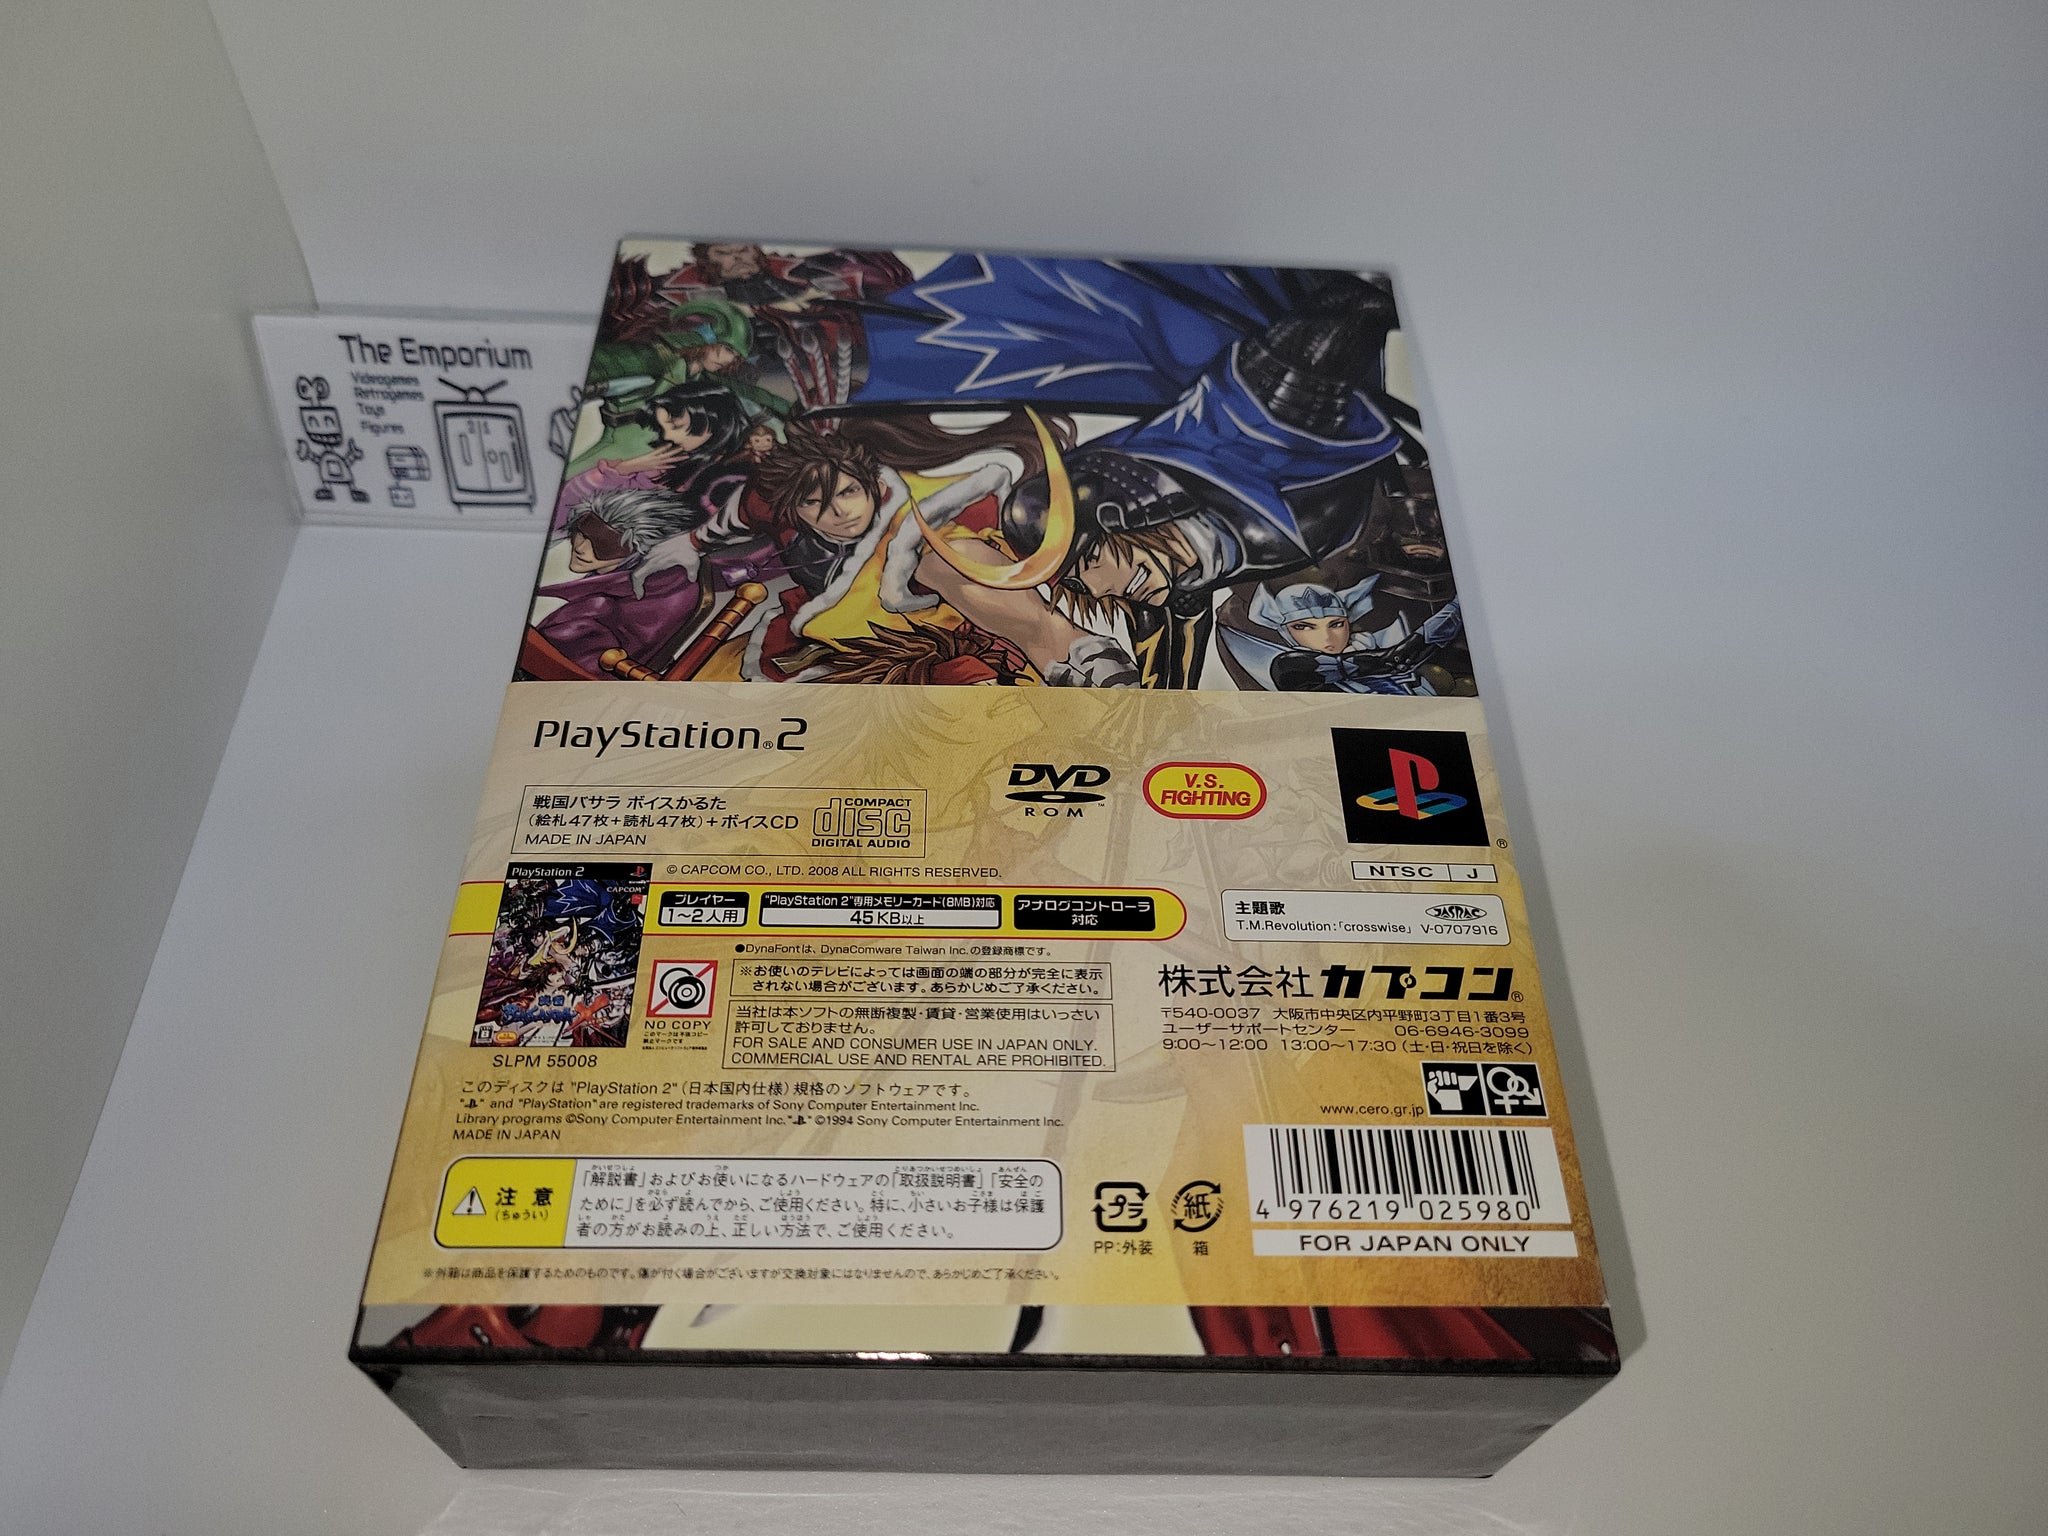 The Emporium
Videogames
Retrogames
Toys
Figures
PlayStation®2
DVD
ROM
V.S.
FIGHTING
戦国バサラ ボイスかるた
(絵札47枚+読札47枚)+ボイスCD
MADE IN JAPAN
COMPACT
disc
DIGITAL AUDIO
NTSC J
© CAPCOM CO., LTD. 2008 ALL RIGHTS RESERVED.
PlayStation 2
CAPCOM
プレイヤー
1〜2人用
"PlayStation 2"専用メモリーカード(8MB)対応
45KB以上
アナログコントローラ
対応
主題歌
JASRAC
T.M.Revolution:「crosswise」 V-0707916
●DynaFontは、DynaComware Taiwan Inc.の登録商標です。
※お使いのテレビによっては画面の端の部分が完全に表示
されない場合がございます。あらかじめご了承ください。
NO COPY
当社は本ソフトの無断複製・賃貸・営業使用はいっさい
許可しておりません。
FOR SALE AND CONSUMER USE IN JAPAN ONLY.
COMMERCIAL USE AND RENTAL ARE PROHIBITED.
SLPM 55008
株式会社カプコン®
〒540-0037 大阪市中央区内平野町3丁目1番3号
ユーザーサポートセンター 06-6946-3099
9:00〜12:00 13:00〜17:30 (土・日・祝日を除く)
このディスクは "PlayStation 2" (日本国内仕様) 規格のソフトウェアです。
" " and "PlayStation" are registered trademarks of Sony Computer Entertainment Inc.
Library programs ©Sony Computer Entertainment Inc. " " ©1994 Sony Computer Entertainment Inc.
MADE IN JAPAN
www.cero.gr.jp
注意
(ちゅうい)
「解説書」およびお使いになるハードウェアの「取扱説明書」「安全の
ために」を必ず読んでから、ご使用ください。特に、小さいお子様は保護
者の方がお読みの上、正しい方法で、ご使用ください。
プラ
PP:外装
紙
箱
4 976219 025980
FOR JAPAN ONLY
※外箱は商品を保護するためのものです。傷が付く場合がございますが交換対象にはなりませんので、あらかじめご了承ください。